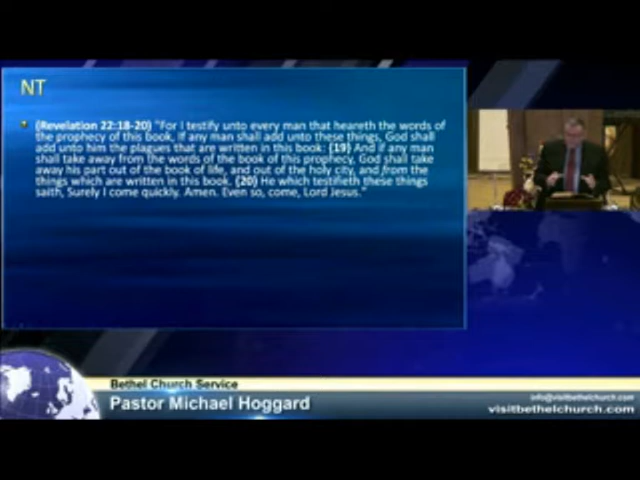 NT
(Revelation 22:18-20) "For I testify unto every man that heareth the words of
the prophecy of this book, If any man shall add unto these things, God shall
add unto him the plagues that are written in this book: (19) And if any man
shall take away from the words of the book of this prophecy, God shall take
away his part out of the book of life, and out of the holy city, and from the
things which are written in this book. (20) He which testifieth these things
saith, Surely I come quickly. Amen. Even so, come, Lord Jesus."
Bethel Church Service
Pastor Michael Hoggard
info@visitbethelchurch.com
visitbethelchurch.com